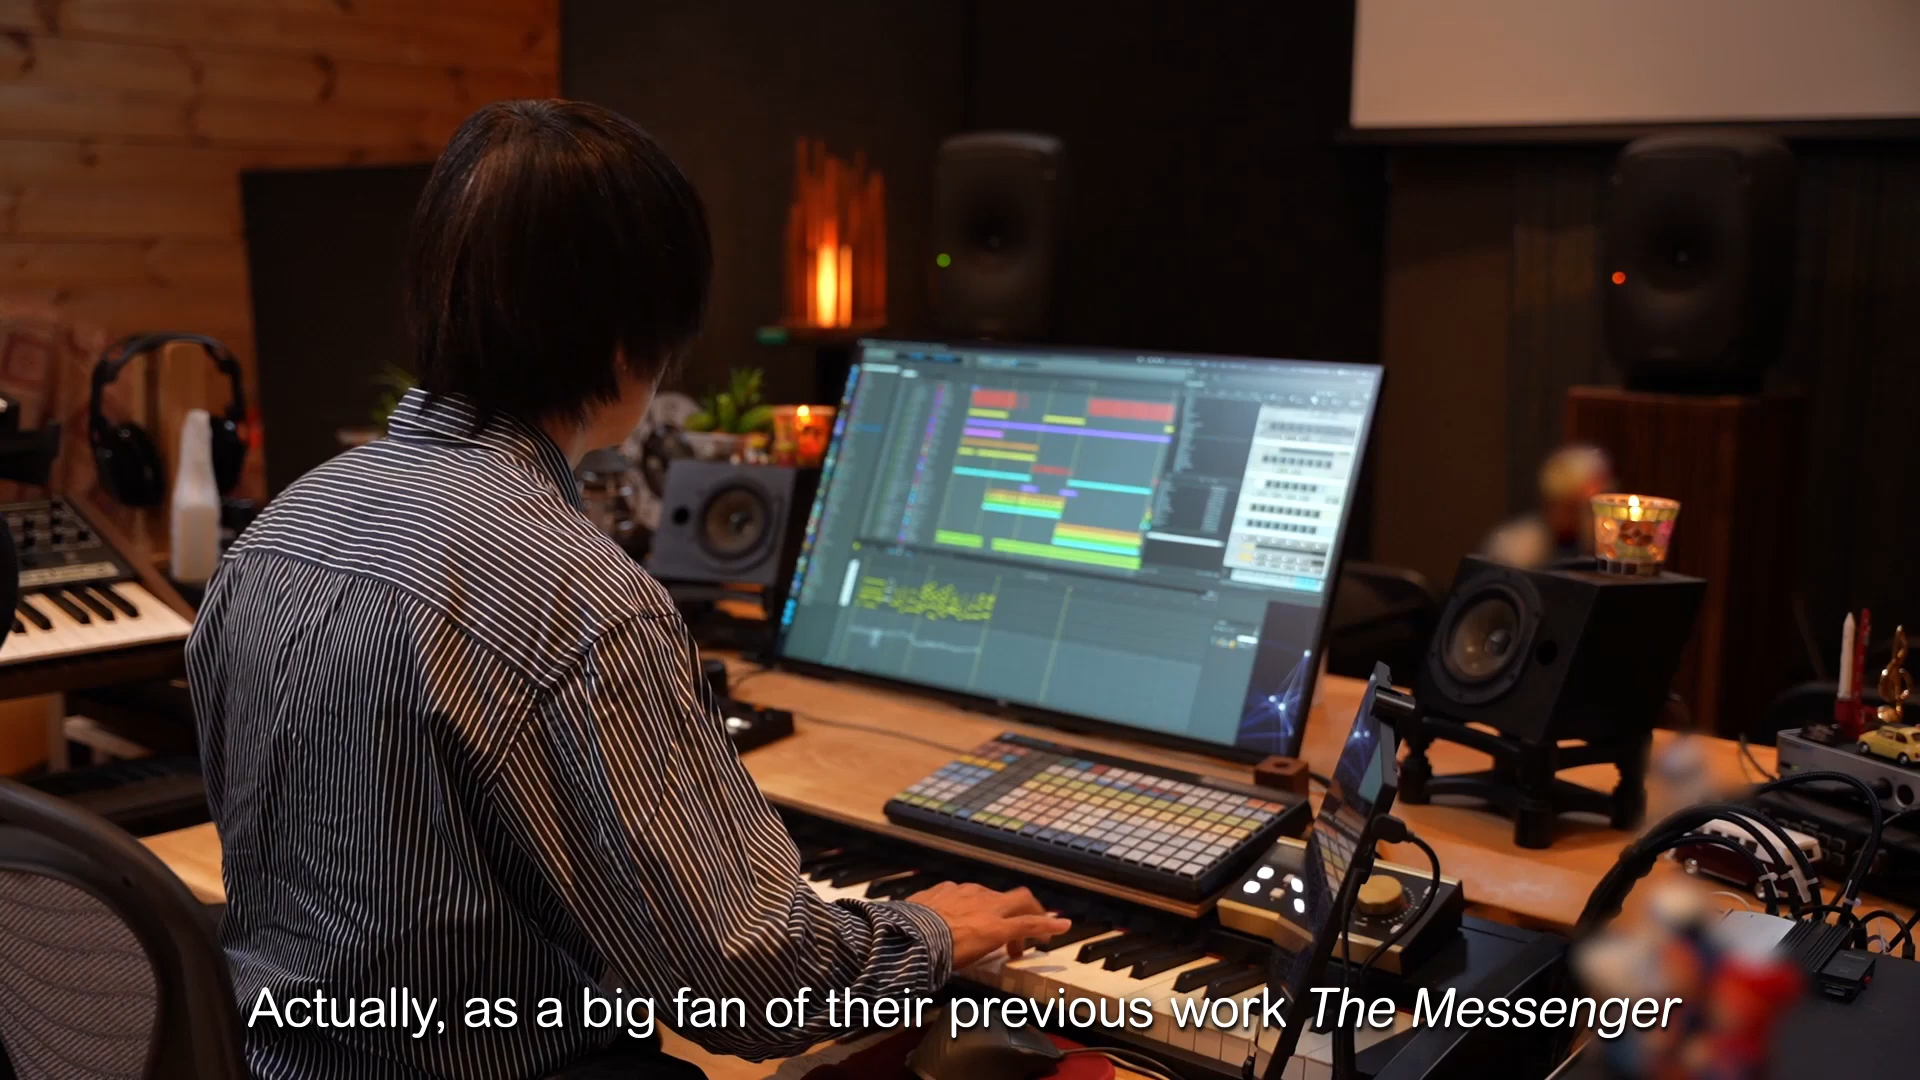 Actually, as a big fan of their previous work The Messenger